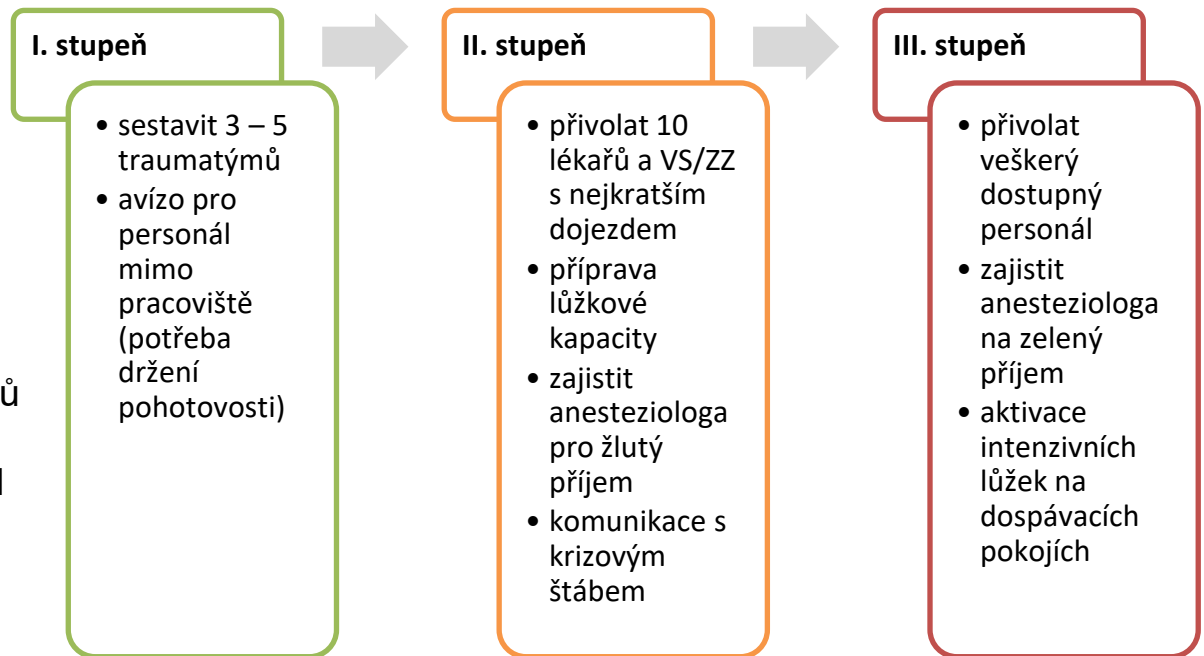 I. stupeň
• sestavit 3 – 5
traumatýmů
• avízo pro
personál
mimo
pracoviště
(potřeba
držení
pohotovosti)
II. stupeň
• přivolat 10
lékařů a VS/ZZ
s nejkratším
dojezdem
• příprava
lůžkové
kapacity
• zajistit
anesteziologa
pro žlutý
příjem
• komunikace s
krizovým
štábem
III. stupeň
• přivolat
veškerý
dostupný
personál
• zajistit
anesteziologa
na zelený
příjem
• aktivace
intenzivních
lůžek na
dospávacích
pokojích
ů